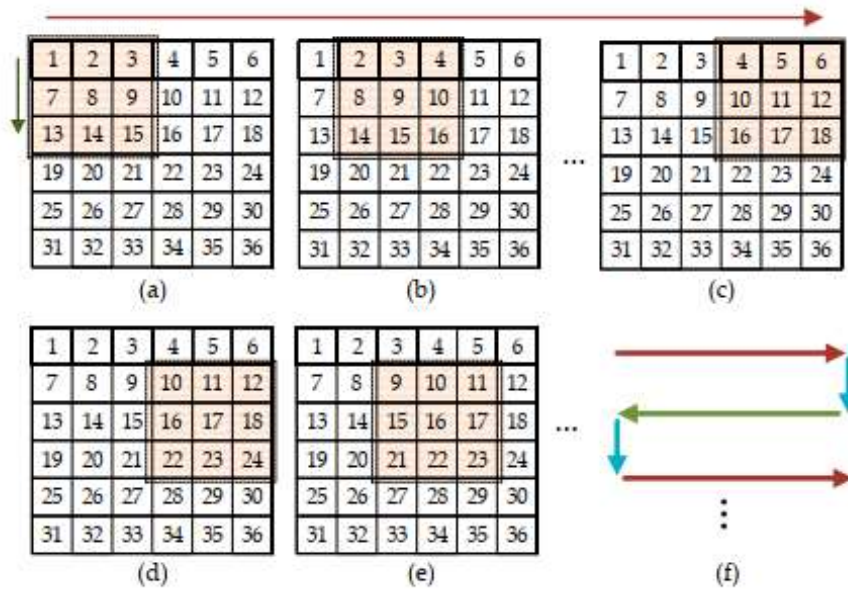 1 2 3 4 5 6
7 8 9 10 11 12
13 14 15 16 17 18
19 20 21 22 23 24
25 26 27 28 29 30
31 32 33 34 35 36
(a)
1 2 3 4 5 6
7 8 9 10 11 12
13 14 15 16 17 18
19 20 21 22 23 24
25 26 27 28 29 30
31 32 33 34 35 36
(b)
...
1 2 3 4 5 6
7 8 9 10 11 12
13 14 15 16 17 18
19 20 21 22 23 24
25 26 27 28 29 30
31 32 33 34 35 36
(c)
1 2 3 4 5 6
7 8 9 10 11 12
13 14 15 16 17 18
19 20 21 22 23 24
25 26 27 28 29 30
31 32 33 34 35 36
(d)
1 2 3 4 5 6
7 8 9 10 11 12
13 14 15 16 17 18
19 20 21 22 23 24
25 26 27 28 29 30
31 32 33 34 35 36
(e)
...
⋮
(f)